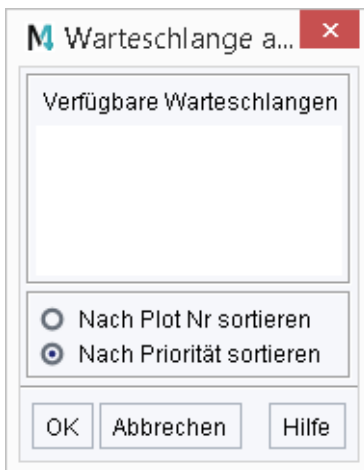 Warteschlange a...
Verfügbare Warteschlangen
Nach Plot Nr sortieren
Nach Priorität sortieren
OK Abbrechen Hilfe